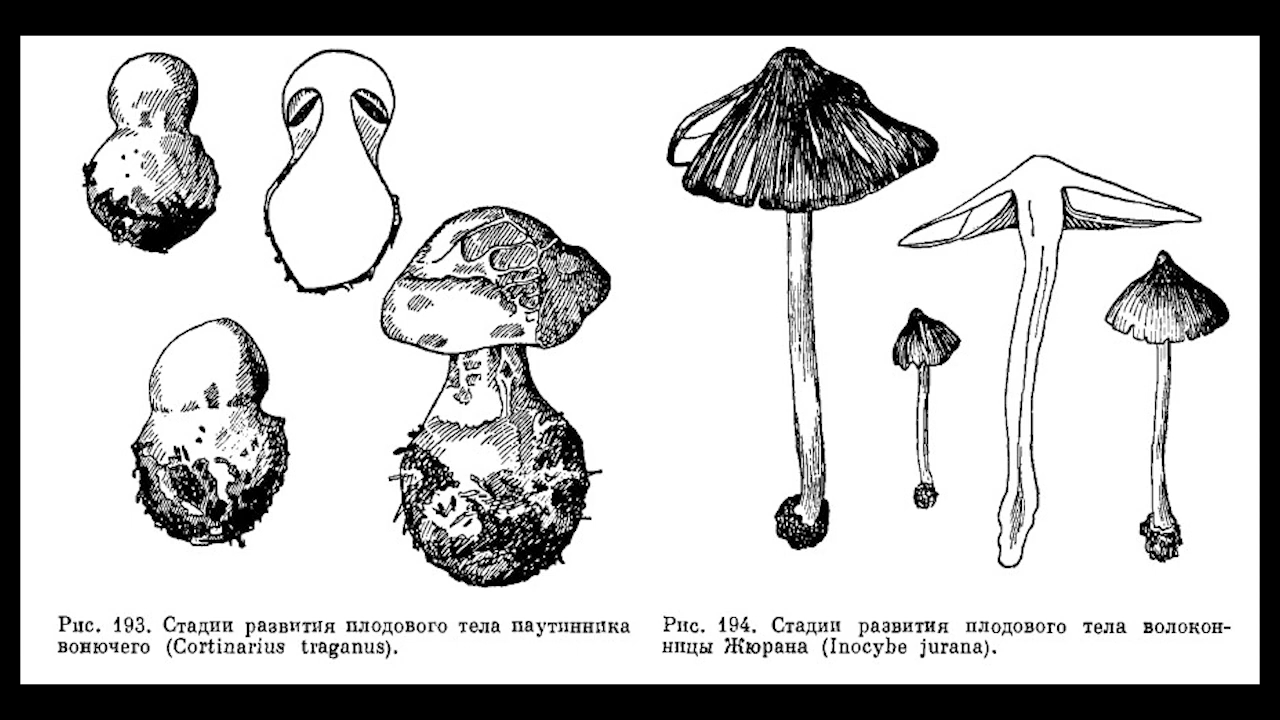 Рис. 193. Стадии развития плодового тела паутинника
вонючего (Cortinarius traganus).
Рис. 194. Стадии развития плодового тела волокон-
ницы Жюрана (Inocybe jurana).